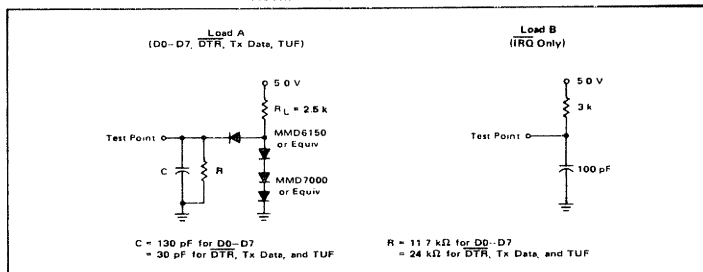 Load A
(D0-D7, DTR, Tx Data, TUF)
5 0 V
RL = 2.5 k
MMD6150
or Equiv
Test Point
C
R
MMD7000
or Equiv
C = 130 pF for D0-D7
= 30 pF for DTR, Tx Data, and TUF
R = 11 7 kΩ for D0-D7
= 24 kΩ for DTR, Tx Data, and TUF
Load B
(IRQ Only)
5 0 V
3 k
Test Point
100 pF